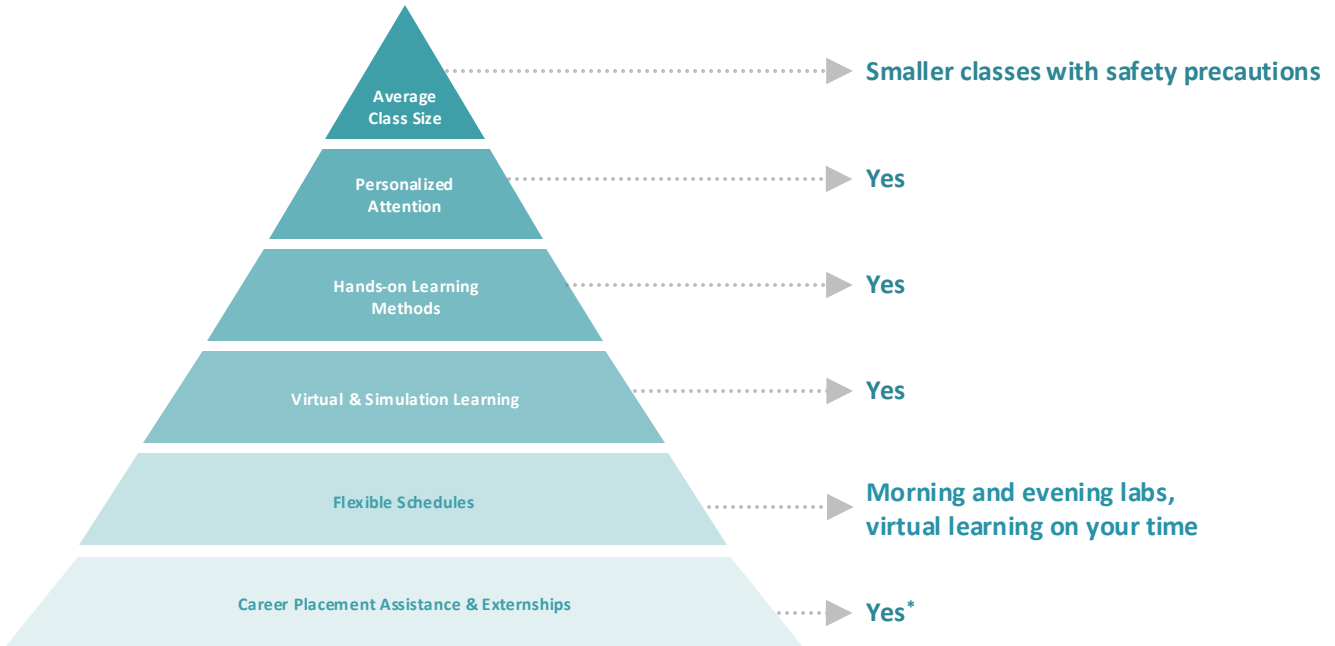 Average
Class Size
Smaller classes with safety precautions
Personalized
Attention
Yes
Hands-on Learning
Methods
Yes
Virtual & Simulation Learning
Yes
Flexible Schedules
Morning and evening labs,
virtual learning on your time
Career Placement Assistance & Externships
Yes*